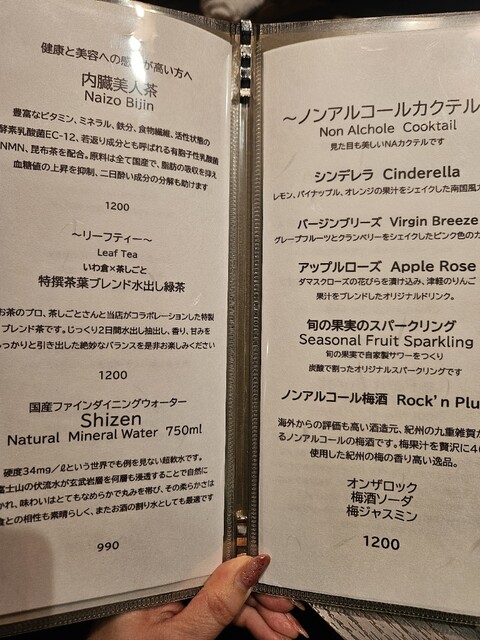 健康と美容への感 が高い方へ
内臓美人茶
Naizo Bijin
豊富なビタミン、ミネラル、鉄分、食物繊維、活性状態の
酵素乳酸菌EC-12、若返り成分とも呼ばれる有胞子性乳酸菌
NMN、昆布茶を配合。原料は全て国産で、脂肪の吸収を抑え
血糖値の上昇を抑制、二日酔い成分の分解も助けます
1200
～リーフティー～
Leaf Tea
いわ倉×茶しごと
特撰茶葉ブレンド水出し緑茶
お茶のプロ、茶しごとさんと当店がコラボレーションした特製
ブレンド茶です。じっくり2日間水出し抽出し、香り、甘みを
っかりと引き出した絶妙なバランスを是非お楽しみください
1200
国産ファインダイニングウォーター
Shizen
Natural Mineral Water 750ml
硬度34mg/ℓという世界でも例を見ない超軟水です。
富士山の伏流水が玄武岩層を何層も浸透することで自然に
かれ、味わいはとてもなめらかで丸みを帯び、その柔らかさは
食との相性も素晴らしく、またお酒の割り水としても最適です
990
～ノンアルコールカクテル
Non Alchole Cooktail
見た目も美しいNAカクテルです
シンデレラ Cinderella
レモン、パイナップル、オレンジの果汁をシェイクした南国風カ
バージンブリーズ Virgin Breeze
グレープフルーツとクランベリーをシェイクしたピンク色のカ
アップルローズ Apple Rose
ダマスクローズの花びらを漬け込み、津軽のりんご
果汁をブレンドしたオリジナルドリンク。
旬の果実のスパークリング
Seasonal Fruit Sparkling
旬の果実で自家製サワーをつくり
炭酸で割ったオリジナルスパークリングです
ノンアルコール梅酒 Rock'n Plu
海外からの評価も高い酒造元、紀州の九重雑賀が
るノンアルコールの梅酒です。梅果汁を贅沢に4
使用した紀州の梅の香り高い逸品。
オンザロック
梅酒ソーダ
梅ジャスミン
1200